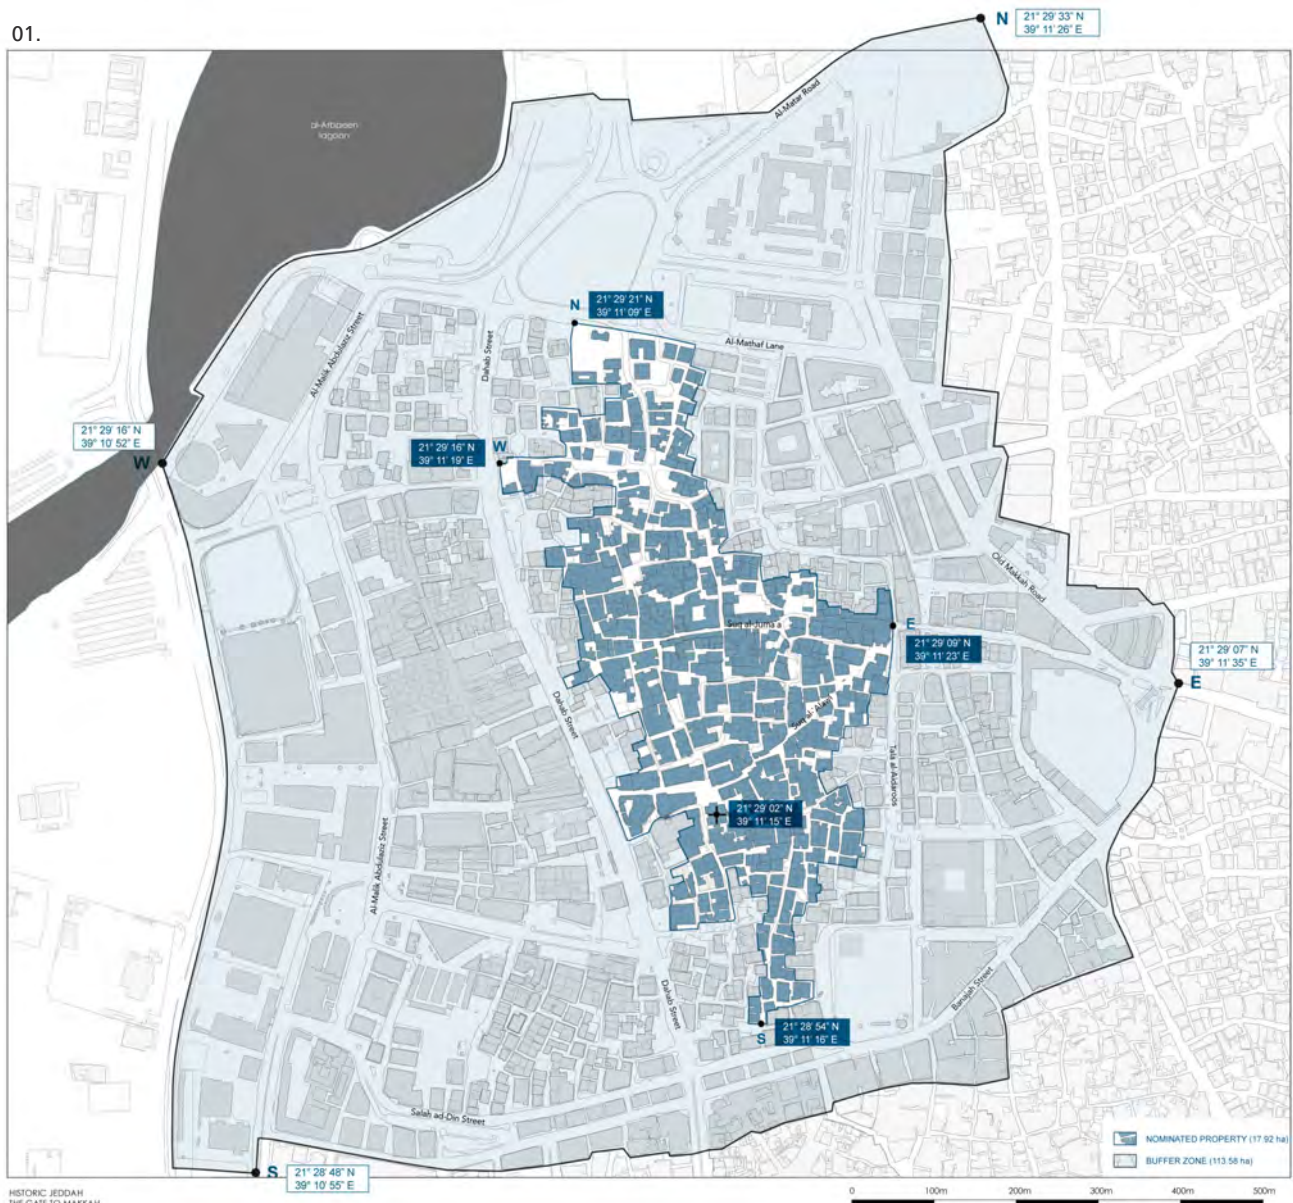 01.
N
21° 29' 33" N
39° 11' 26" E
al-Arbaeen
lagoon
Al-Matar Road
N
21° 29' 21" N
39° 11' 09" E
Al-Malik Abdulaziz Street
Dahab Street
Al-Mathaf Lane
21° 29' 16" N
39° 10' 52" E
W
21° 29' 16" N
39° 11' 19" E
W
Old Makkah Road
Suq al-Juma'a
E
21° 29' 09" N
39° 11' 23" E
21° 29' 07" N
39° 11' 35" E
E
Dahab Street
Suq al-'Alawi
21° 29' 02" N
39° 11' 15" E
Al-Malik Abdulaziz Street
Dahab Street
Banajah Street
S
21° 28' 54" N
39° 11' 16" E
Salah ad-Din Street
S
21° 28' 48" N
39° 10' 55" E
NOMINATED PROPERTY (17.92 ha)
BUFFER ZONE (113.58 ha)
HISTORIC JEDDAH
THE GATE TO MAKKAH
0 100m 200m 300m 400m 500m